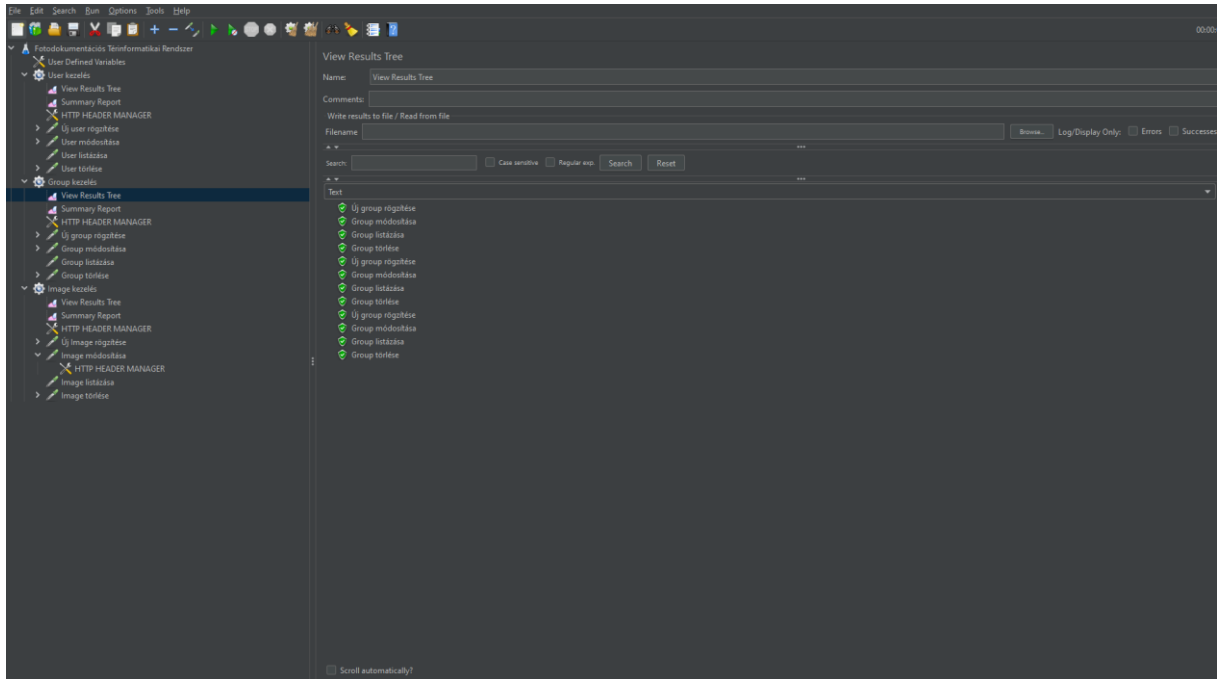 File Edit Search Run Options Tools Help
00:00:
Fotodokumentációs Térinformatikai Rendszer
User Defined Variables
User kezelés
View Results Tree
Summary Report
HTTP HEADER MANAGER
Új user rögzítése
User módosítása
User listázása
User törlése
Group kezelés
View Results Tree
Summary Report
HTTP HEADER MANAGER
Új group rögzítése
Group módosítása
Group listázása
Group törlése
Image kezelés
View Results Tree
Summary Report
HTTP HEADER MANAGER
Új Image rögzítése
Image módosítása
HTTP HEADER MANAGER
Image listázása
Image törlése
View Results Tree
Name: View Results Tree
Comments:
Write results to file / Read from file
Filename Browse... Log/Display Only: Errors Successes
Search: Case sensitive Regular exp. Search Reset
Text
Új group rögzítése
Group módosítása
Group listázása
Group törlése
Új group rögzítése
Group módosítása
Group listázása
Group törlése
Új group rögzítése
Group módosítása
Group listázása
Group törlése
Scroll automatically?